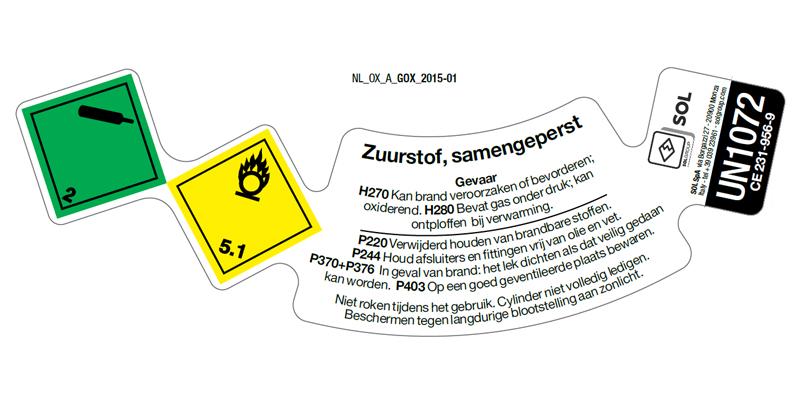 NL_OX_A_GOX_2015-01
2
5.1
Zuurstof, samengeperst
Gevaar
H270 Kan brand veroorzaken of bevorderen;
oxiderend. H280 Bevat gas onder druk; kan
ontploffen bij verwarming.
P220 Verwijderd houden van brandbare stoffen.
P244 Houd afsluiters en fittingen vrij van olie en vet.
P370+P376 In geval van brand: het lek dichten als dat veilig gedaan
kan worden. P403 Op een goed geventileerde plaats bewaren.
Niet roken tijdens het gebruik. Cylinder niet volledig ledigen.
Beschermen tegen langdurige blootstelling aan zonlicht.
SOLGROUP
SOL
SOL SpA via Borgazzi 27 - 20900 Monza
Italy - tel +39 039 23961 - solgroup.com
UN1072
CE 231-956-9